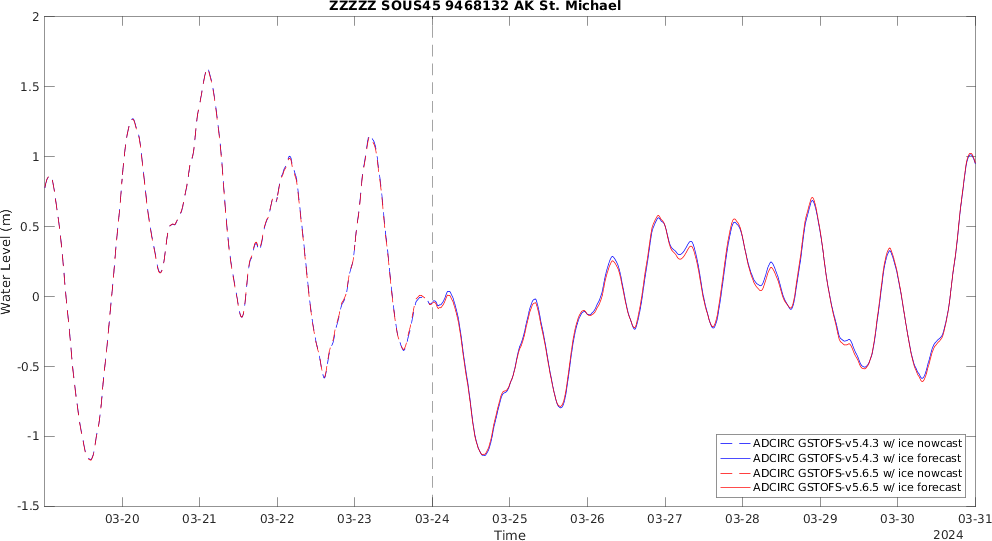 ZZZZZ SOUS45 9468132 AK St. Michael
2
1.5
1
0.5
0
-0.5
-1
-1.5
Water Level (m)
ADCIRC GSTOFS-v5.4.3 w/ ice nowcast
ADCIRC GSTOFS-v5.4.3 w/ ice forecast
ADCIRC GSTOFS-v5.6.5 w/ ice nowcast
ADCIRC GSTOFS-v5.6.5 w/ ice forecast
03-20 03-21 03-22 03-23 03-24 03-25 03-26 03-27 03-28 03-29 03-30 03-31
Time
2024